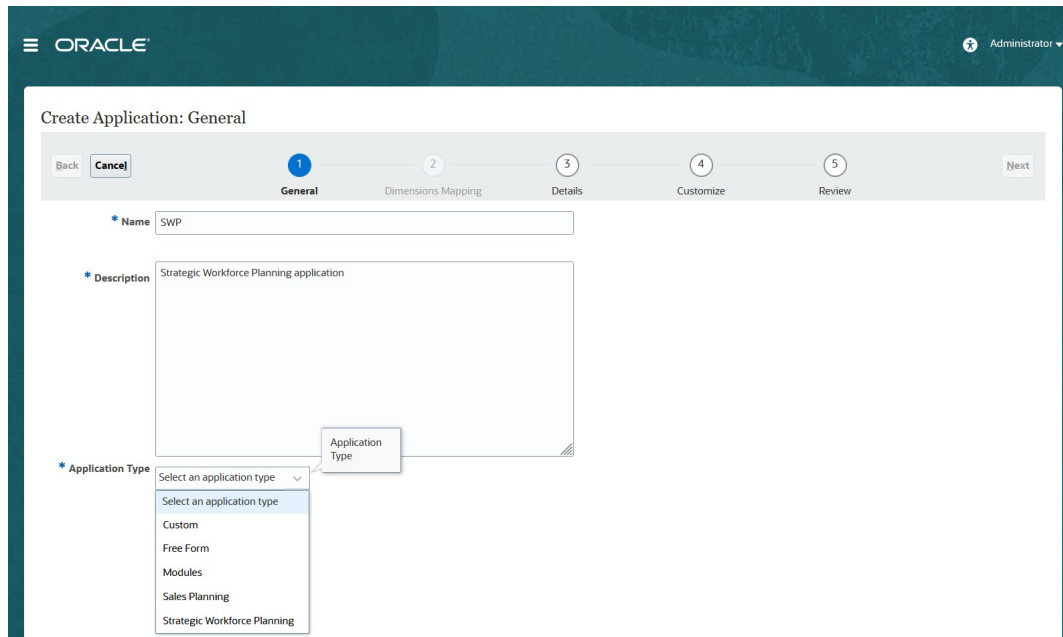 ORACLE
Administrator
Create Application: General
Back Cancel 1 2 3 4 5 Next
General Dimensions Mapping Details Customize Review
* Name SWP
* Description Strategic Workforce Planning application
Application
Type
* Application Type Select an application type
Select an application type
Custom
Free Form
Modules
Sales Planning
Strategic Workforce Planning